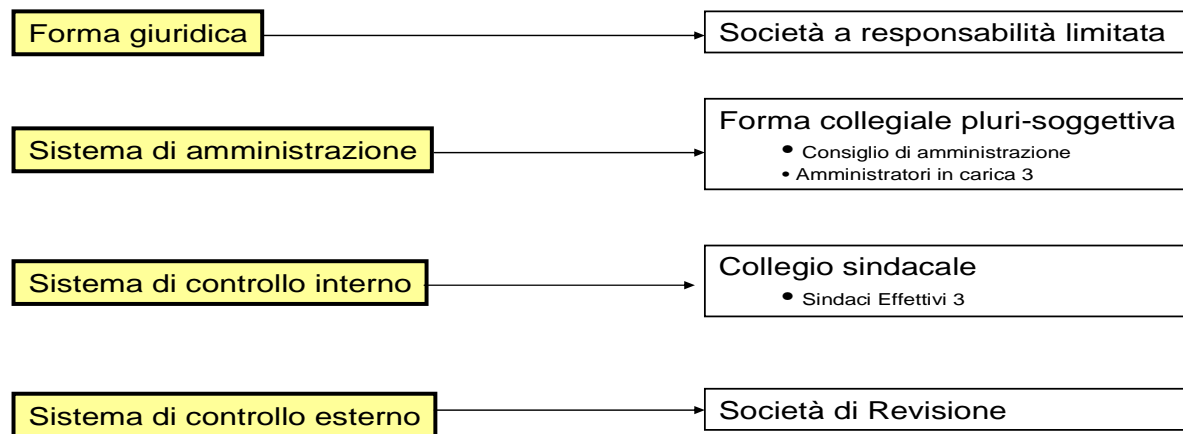 Forma giuridica
Società a responsabilità limitata
Sistema di amministrazione
Forma collegiale pluri-soggettiva
• Consiglio di amministrazione
• Amministratori in carica 3
Sistema di controllo interno
Collegio sindacale
• Sindaci Effettivi 3
Sistema di controllo esterno
Società di Revisione